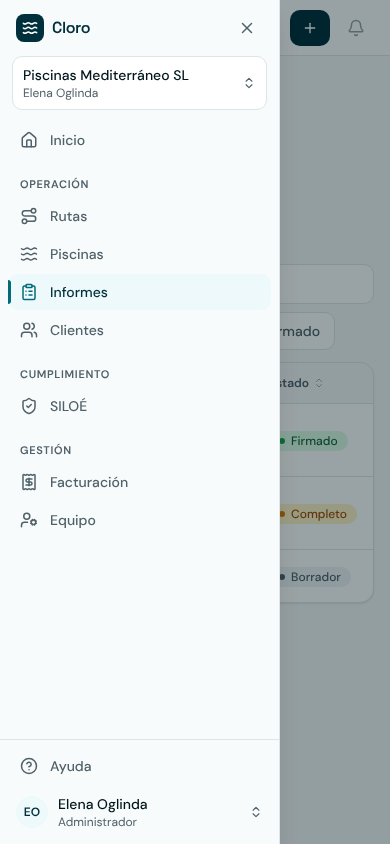 Cloro
Piscinas Mediterráneo SL
Elena Oglinda
Inicio
OPERACIÓN
Rutas
Piscinas
Informes
Clientes
CUMPLIMIENTO
SILOÉ
GESTIÓN
Facturación
Equipo
Ayuda
EO
Elena Oglinda
Administrador
rmado
stado
Firmado
Completo
Borrador